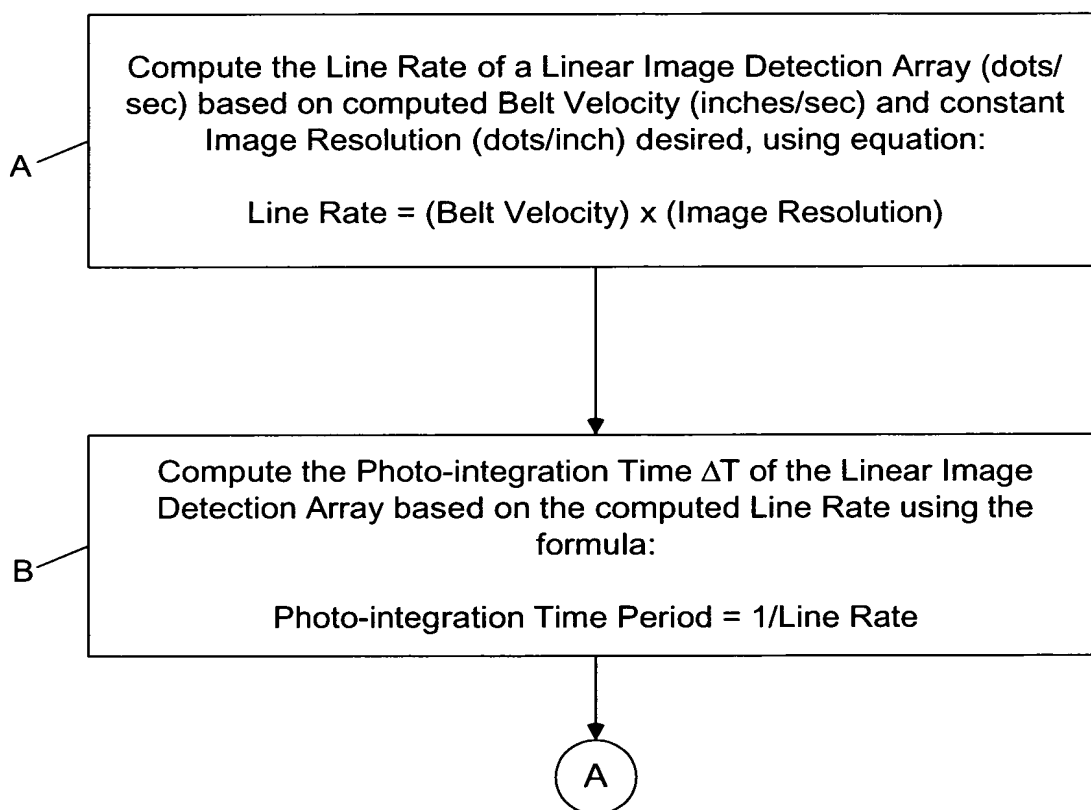 Compute the Line Rate of a Linear Image Detection Array (dots/
sec) based on computed Belt Velocity (inches/sec) and constant
Image Resolution (dots/inch) desired, using equation:
A
Line Rate = (Belt Velocity) x (Image Resolution)
Compute the Photo-integration Time ΔT of the Linear Image
Detection Array based on the computed Line Rate using the
formula:
B
Photo-integration Time Period = 1/Line Rate
A